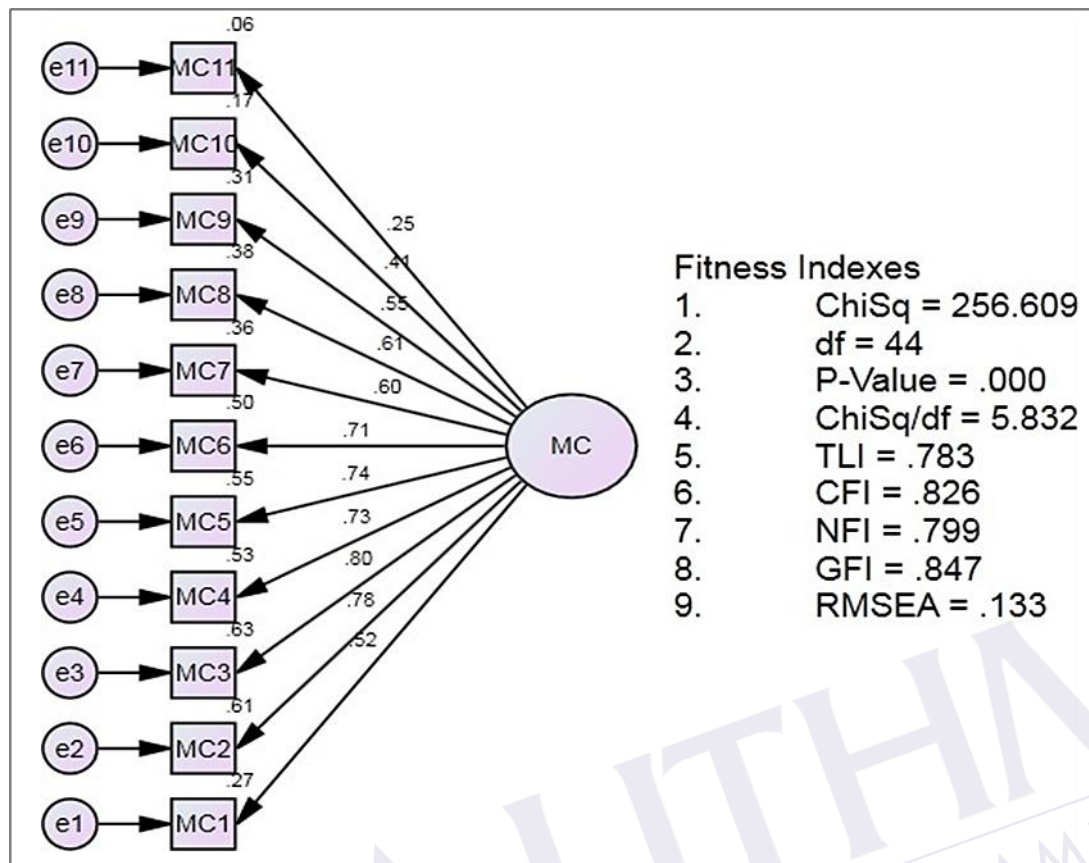 .06
e11 MC11
.17
e10 MC10
.31
e9 MC9
.25
.38
.41
e8 MC8
.55
.36
.61
e7 MC7
.60
.50
e6 MC6
.71
MC
.55
.74
e5 MC5
.73
.53
.80
e4 MC4
.78
.63
.52
e3 MC3
.61
e2 MC2
.27
e1 MC1
Fitness Indexes
1. ChiSq = 256.609
2. df = 44
3. P-Value = .000
4. ChiSq/df = 5.832
5. TLI = .783
6. CFI = .826
7. NFI = .799
8. GFI = .847
9. RMSEA = .133